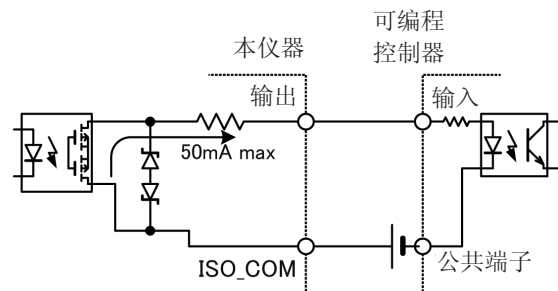 本仪器
可编程
控制器
输出
输入
50mA max
ISO_COM
公共端子